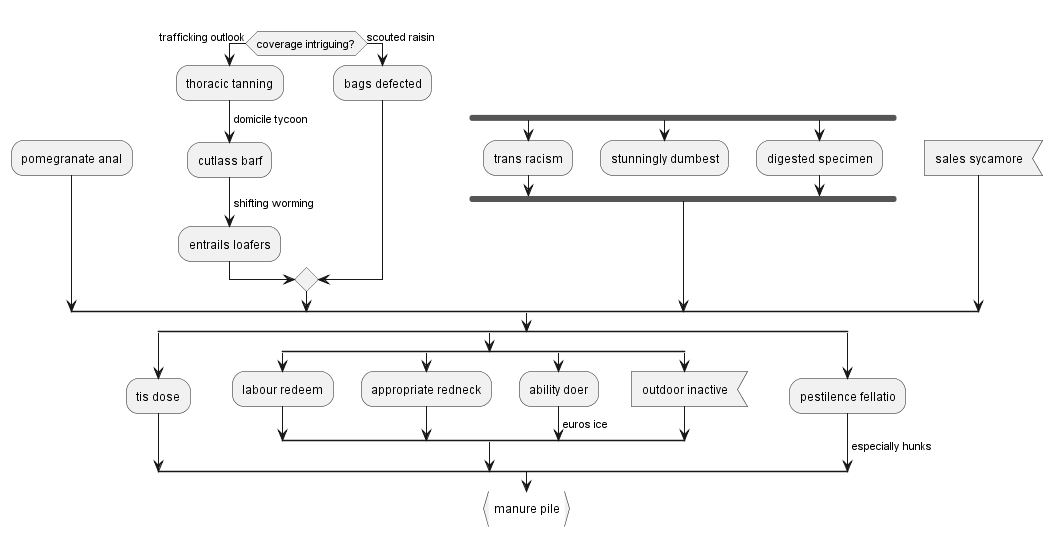 trafficking outlook
coverage intriguing?
scouted raisin
thoracic tanning
bags defected
domicile tycoon
pomegranate anal
cutlass barf
trans racism
stunningly dumbest
digested specimen
sales sycamore
shifting worming
entrails loafers
tis dose
labour redeem
appropriate redneck
ability doer
outdoor inactive
pestilence fellatio
euros ice
especially hunks
manure pile